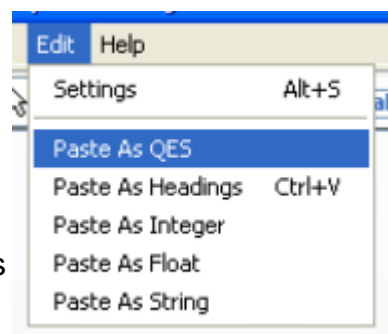 Edit Help
Settings Alt+S
Paste As QES
Paste As Headings Ctrl+V
Paste As Integer
Paste As Float
s
Paste As String